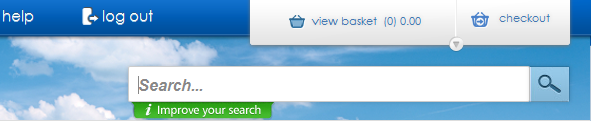 help log out view basket (0) 0.00 checkout
Search...
i Improve your search